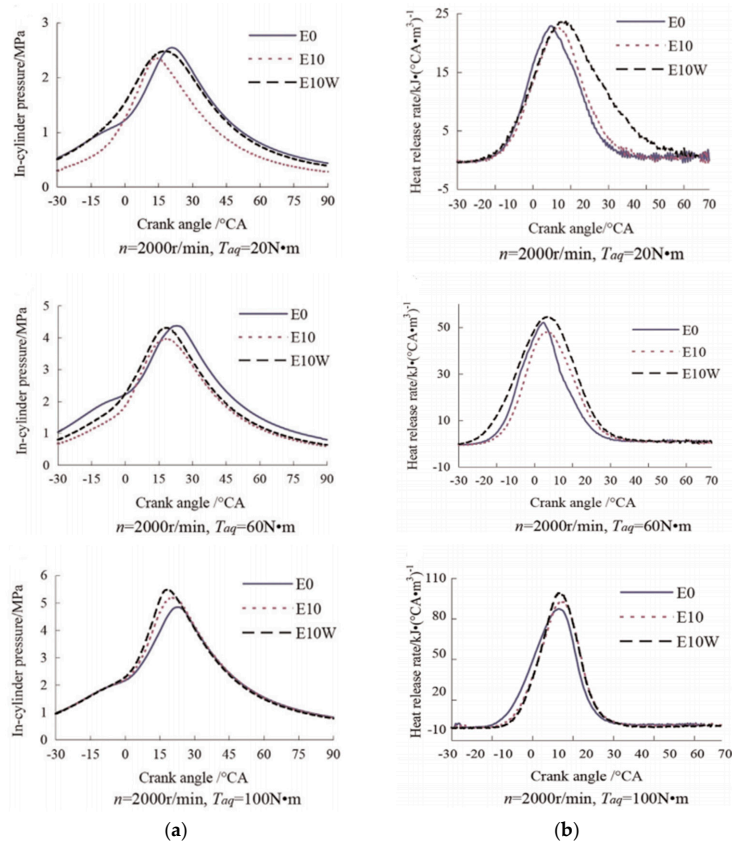 In-cylinder pressure/MPa
3
2
1
0
-30 -15 0 15 30 45 60 75 90
E0
E10
E10W
Crank angle /°CA
n=2000r/min, Taq=20N•m
Heat release rate/kJ•(°CA•m³)⁻¹
25
15
5
-5
-30 -20 -10 0 10 20 30 40 50 60 70
E0
E10
E10W
Crank angle/°CA
n=2000r/min, Taq=20N•m
In-cylinder pressure/MPa
5
4
3
2
1
0
-30 -15 0 15 30 45 60 75 90
E0
E10
E10W
Crank angle /°CA
n=2000r/min, Taq=60N•m
Heat release rate/kJ•(°CA•m³)⁻¹
50
30
10
-10
-30 -20 -10 0 10 20 30 40 50 60 70
E0
E10
E10W
Crank angle /°CA
n=2000r/min, Taq=60N•m
In-cylinder pressure/MPa
6
5
4
3
2
1
0
-30 -15 0 15 30 45 60 75 90
E0
E10
E10W
Crank angle /°CA
n=2000r/min, Taq=100N•m
Heat release rate/kJ•(°CA•m³)⁻¹
110
80
50
20
-10
-30 -20 -10 0 10 20 30 40 50 60 70
E0
E10
E10W
Crank angle /°CA
n=2000r/min, Taq=100N•m
(a)
(b)